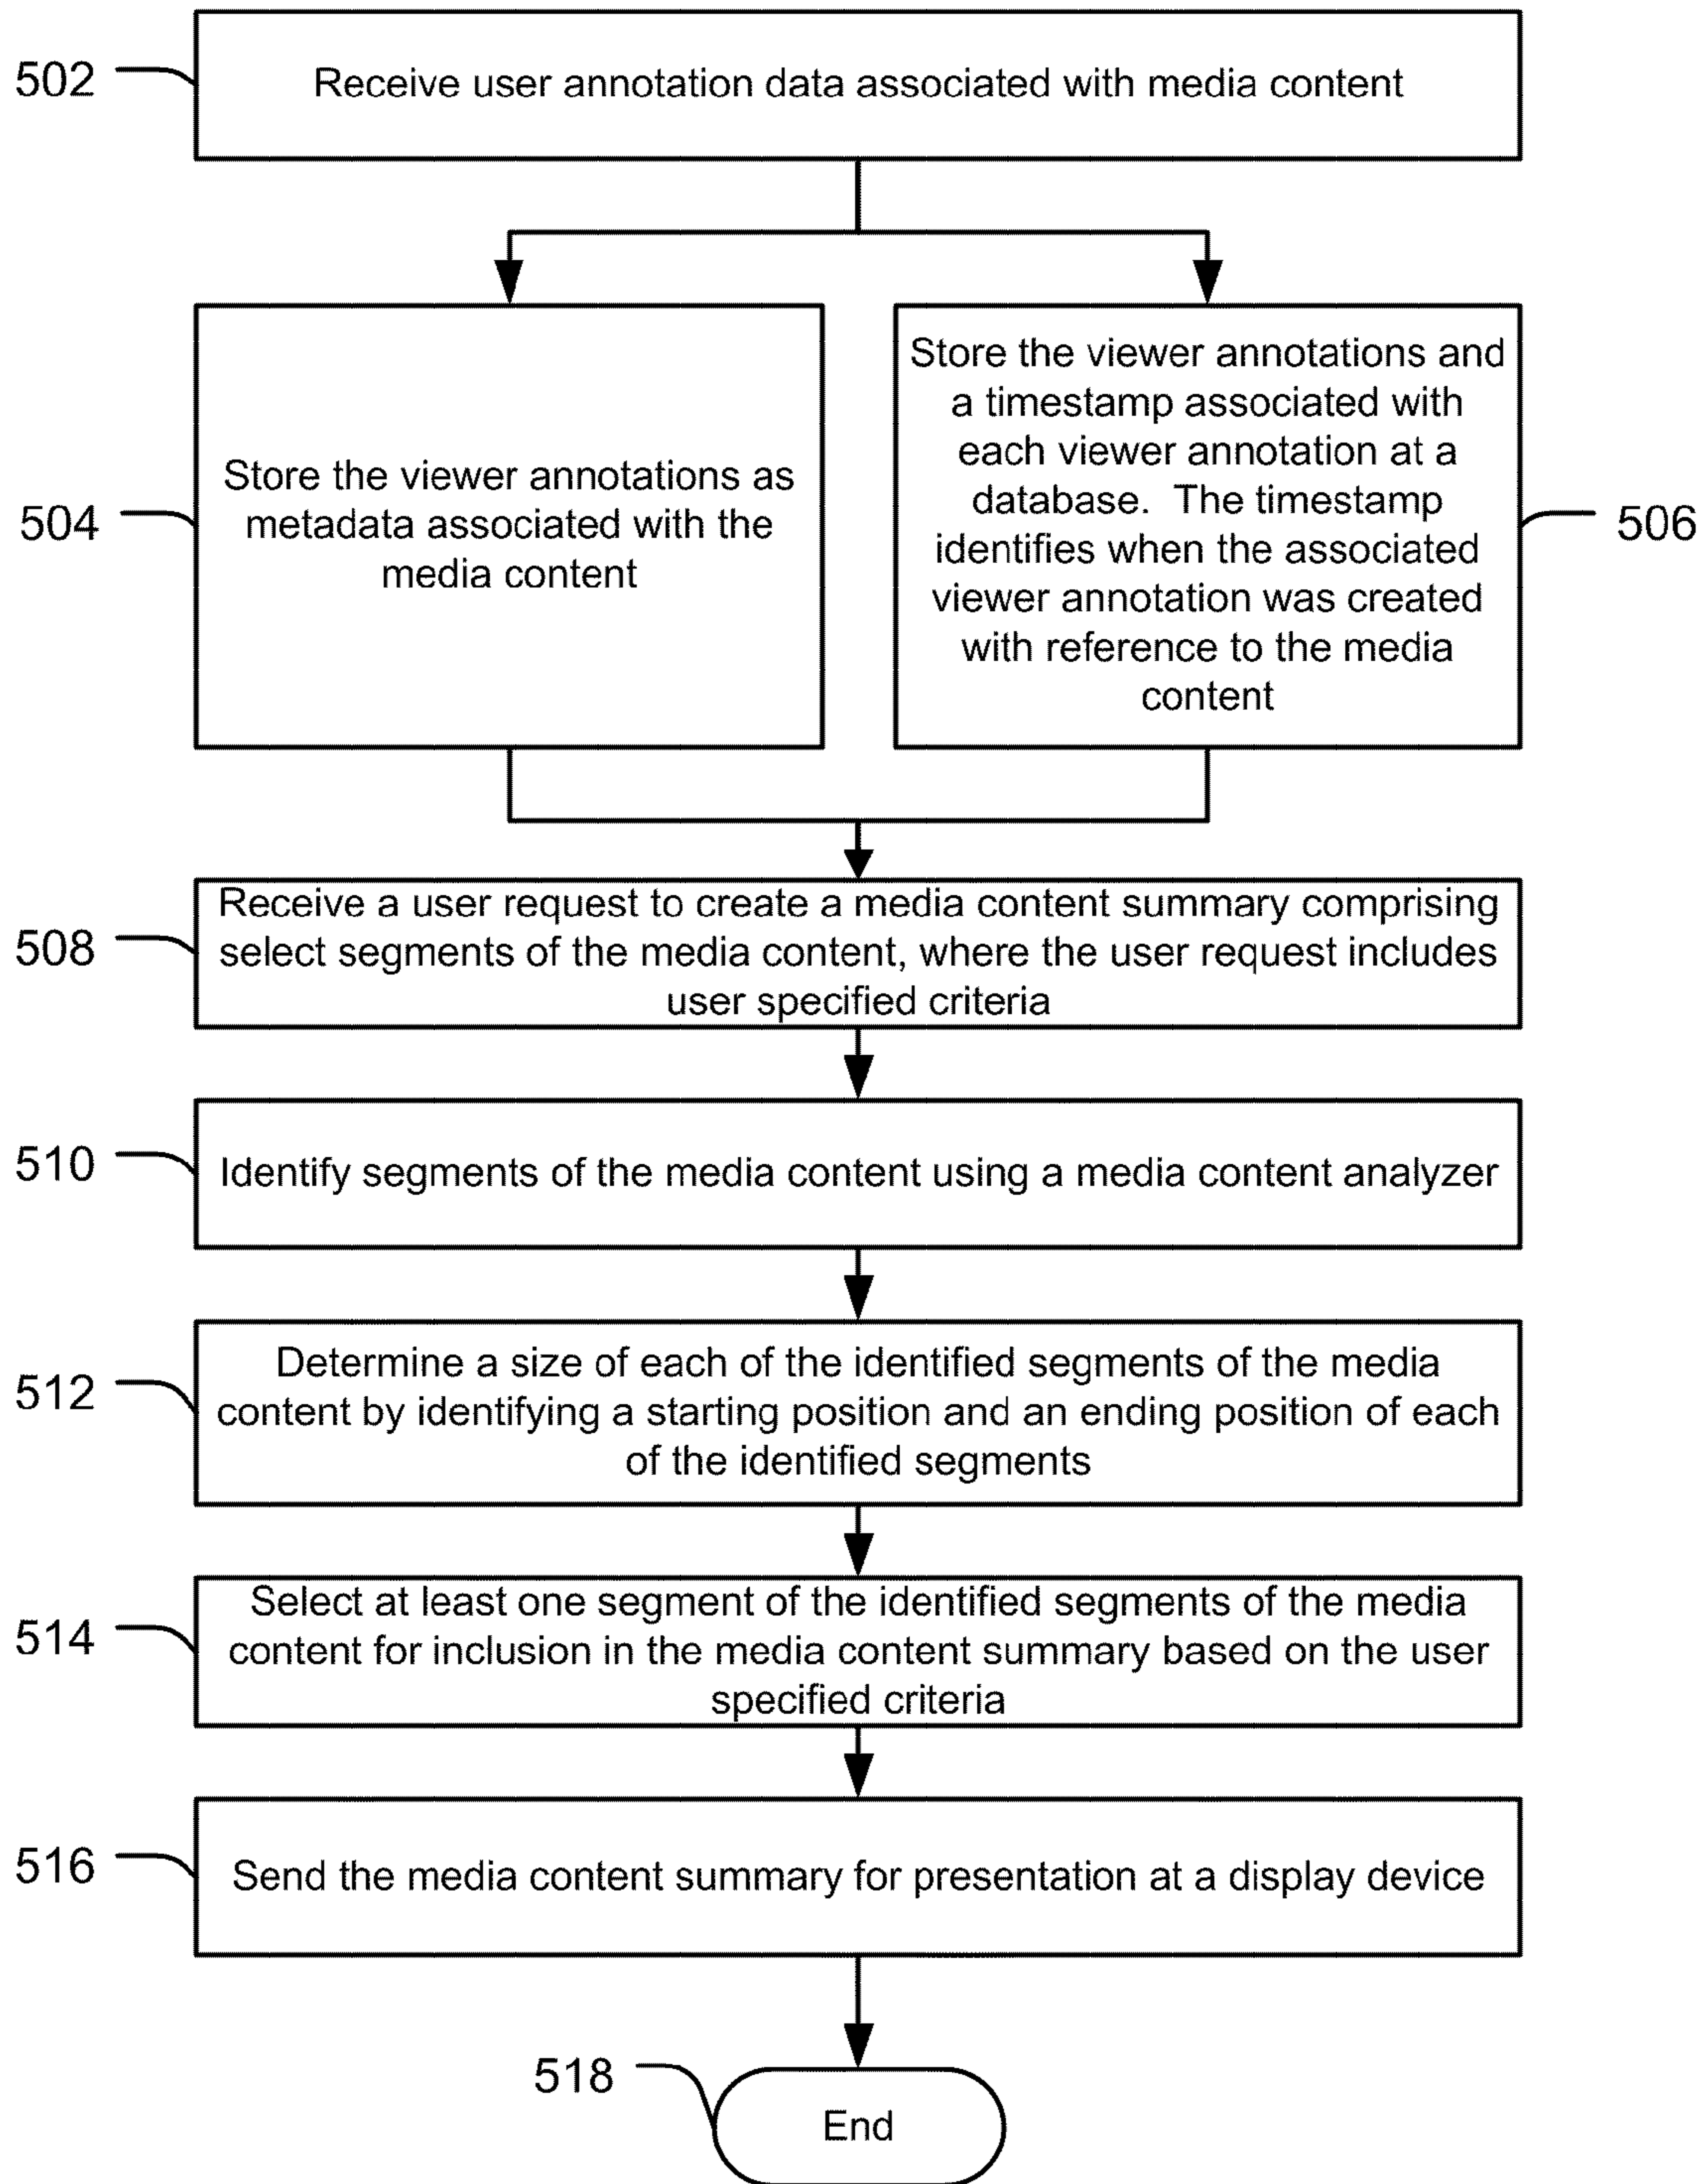 502
Receive user annotation data associated with media content
504
Store the viewer annotations as
metadata associated with the
media content
Store the viewer annotations and
a timestamp associated with
each viewer annotation at a
database.  The timestamp
identifies when the associated
viewer annotation was created
with reference to the media
content
506
508
Receive a user request to create a media content summary comprising
select segments of the media content, where the user request includes
user specified criteria
510
Identify segments of the media content using a media content analyzer
512
Determine a size of each of the identified segments of the media
content by identifying a starting position and an ending position of each
of the identified segments
514
Select at least one segment of the identified segments of the media
content for inclusion in the media content summary based on the user
specified criteria
516
Send the media content summary for presentation at a display device
518
End